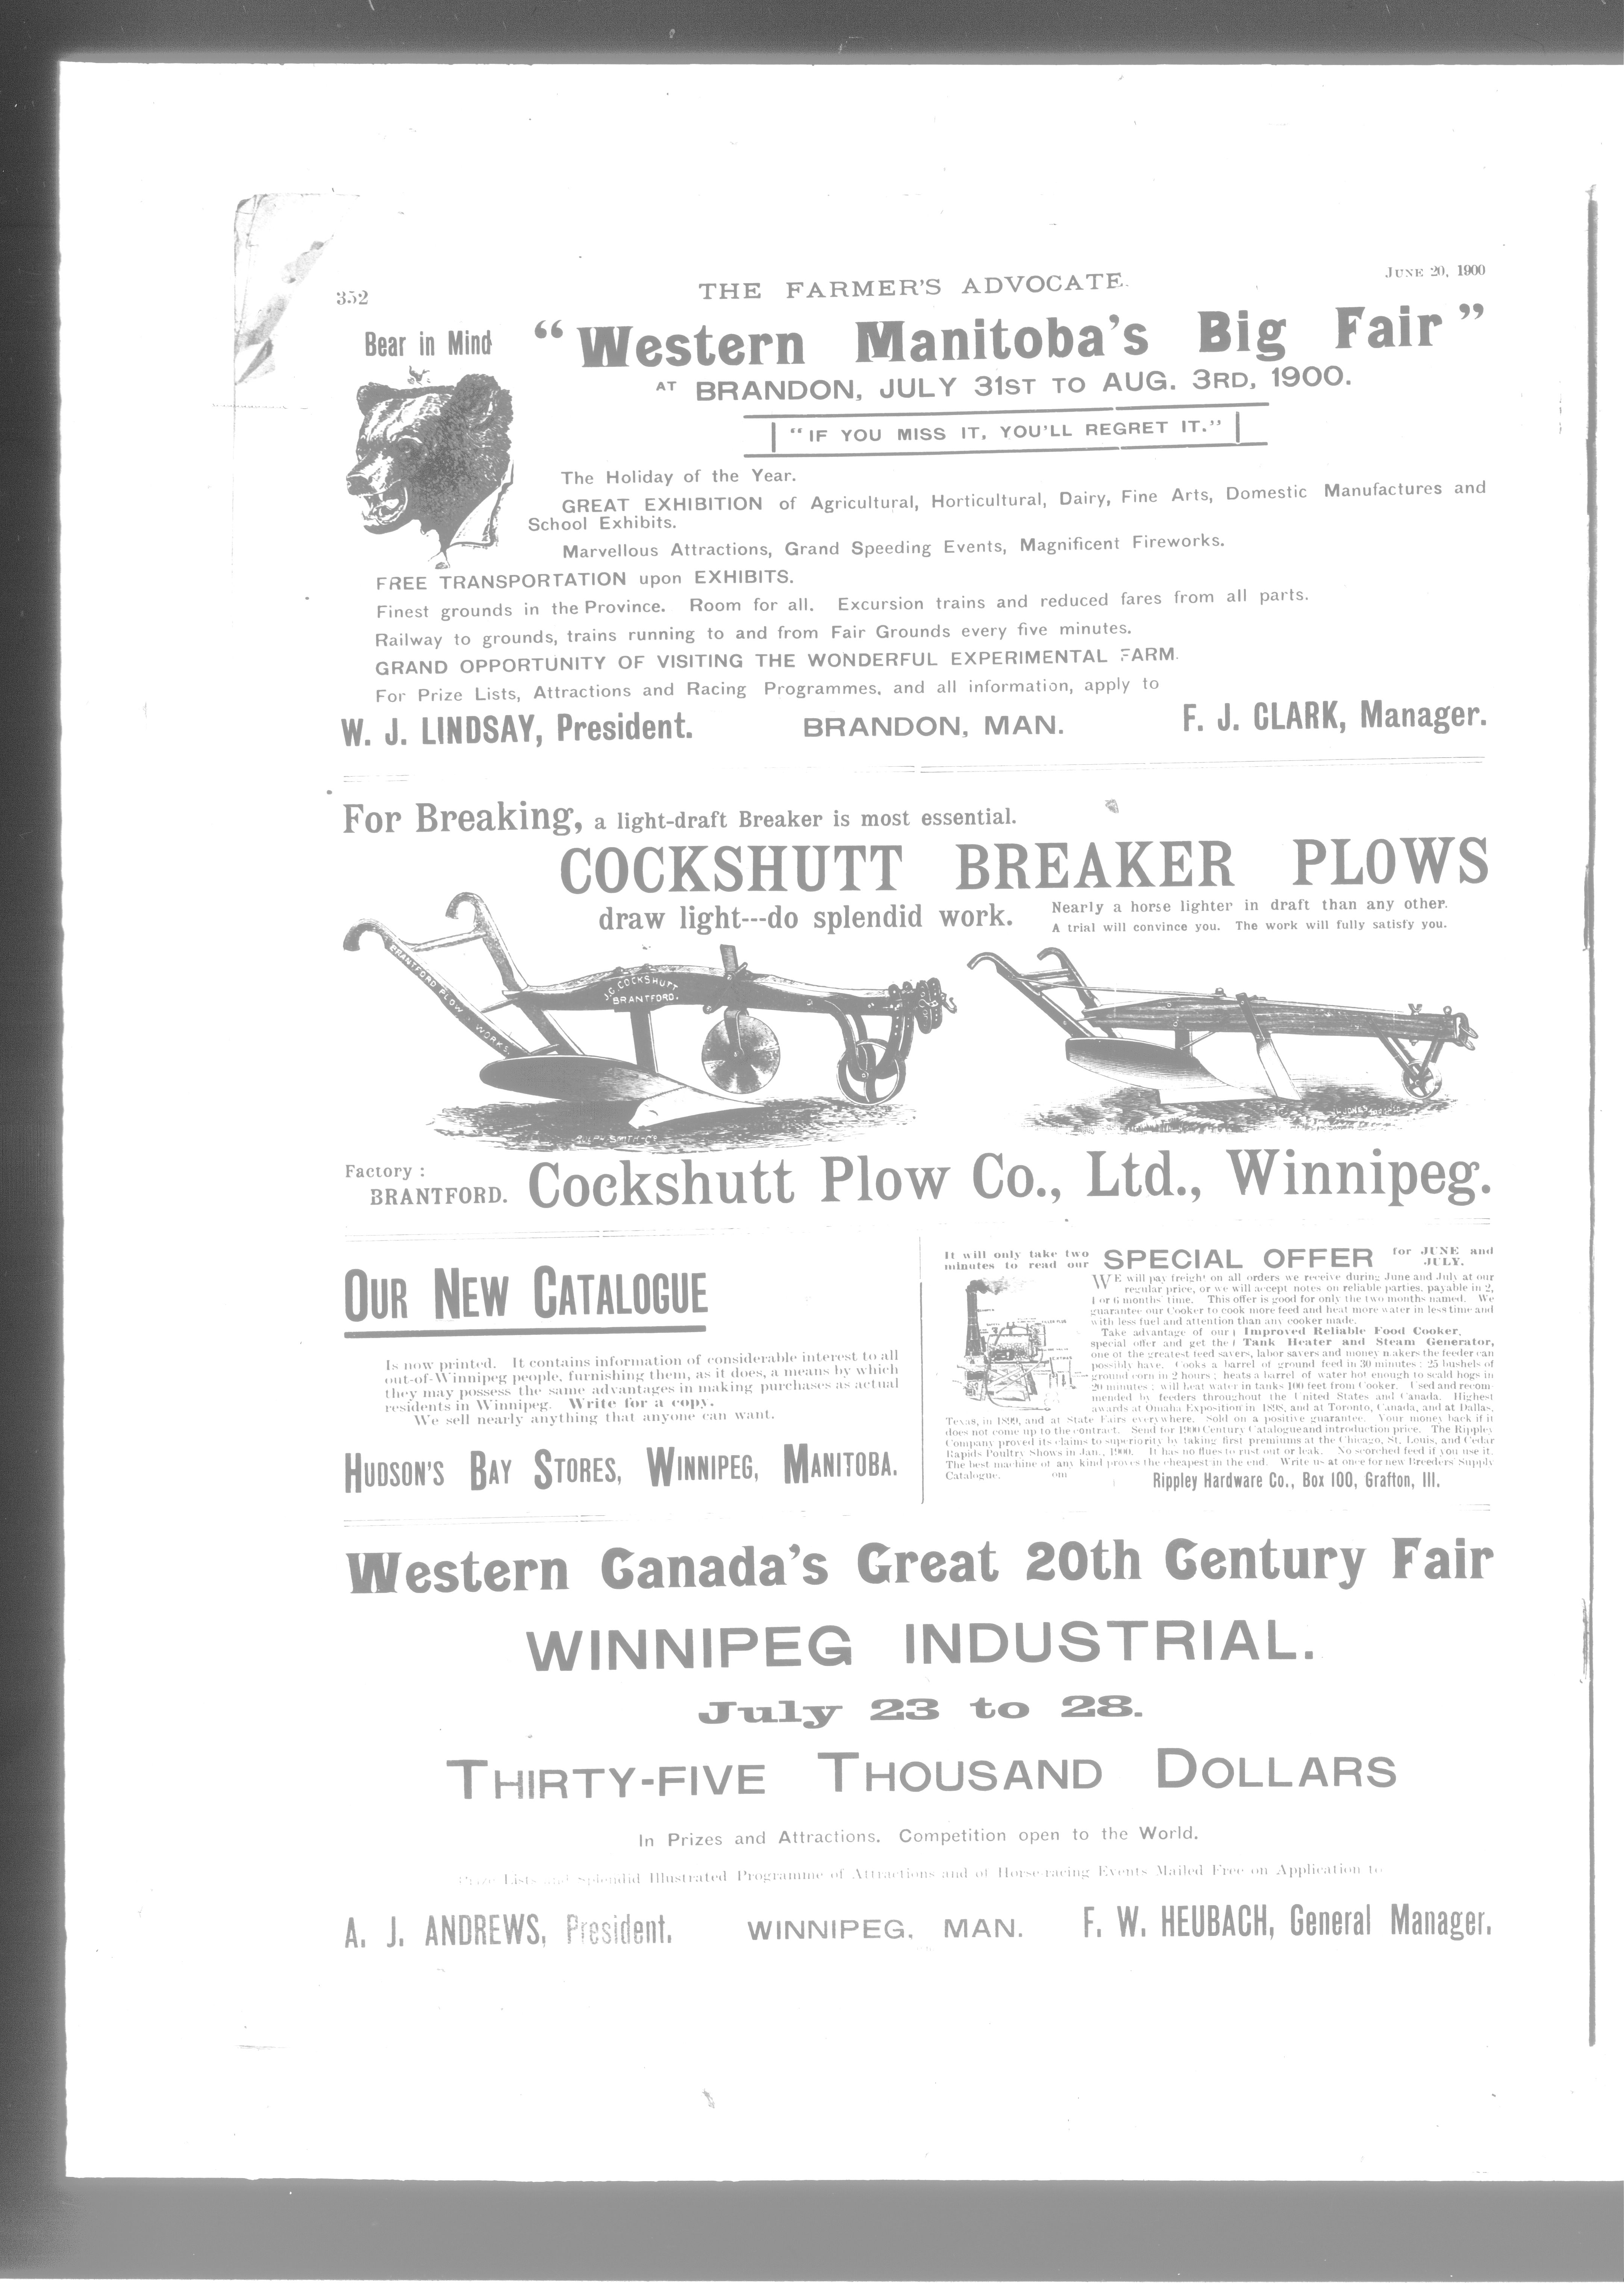 352
THE FARMER'S ADVOCATE.
JUNE 20, 1900
Bear in Mind
“Western Manitoba's Big Fair”
AT BRANDON, JULY 31ST TO AUG. 3RD, 1900.
“IF YOU MISS IT, YOU'LL REGRET IT.”
The Holiday of the Year.
GREAT EXHIBITION of Agricultural, Horticultural, Dairy, Fine Arts, Domestic Manufactures and
School Exhibits.
Marvellous Attractions, Grand Speeding Events, Magnificent Fireworks.
FREE TRANSPORTATION upon EXHIBITS.
Finest grounds in the Province. Room for all. Excursion trains and reduced fares from all parts.
Railway to grounds, trains running to and from Fair Grounds every five minutes.
GRAND OPPORTUNITY OF VISITING THE WONDERFUL EXPERIMENTAL FARM.
For Prize Lists, Attractions and Racing Programmes, and all information, apply to
W. J. LINDSAY, President. BRANDON, MAN. F. J. CLARK, Manager.
For Breaking, a light-draft Breaker is most essential.
COCKSHUTT BREAKER PLOWS
draw light---do splendid work.
Nearly a horse lighter in draft than any other.
A trial will convince you. The work will fully satisfy you.
BRANTFORD PLOW WORKS.
J.G. COCKSHUTT
BRANTFORD.
Factory:
BRANTFORD.
Cockshutt Plow Co., Ltd., Winnipeg.
OUR NEW CATALOGUE
Is now printed. It contains information of considerable interest to all
out-of-Winnipeg people, furnishing them, as it does, a means by which
they may possess the same advantages in making purchases as actual
residents in Winnipeg. Write for a copy.
We sell nearly anything that anyone can want.
HUDSON'S BAY STORES, WINNIPEG, MANITOBA.
It will only take two
minutes to read our
SPECIAL OFFER
for JUNE and
JULY.
WE will pay freight on all orders we receive during June and July at our
regular price, or we will accept notes on reliable parties, payable in 2,
4 or 6 months' time. This offer is good for only the two months named. We
guarantee our Cooker to cook more feed and heat more water in less time and
with less fuel and attention than any cooker made.
Take advantage of our Improved Reliable Food Cooker,
special offer and get the Tank Heater and Steam Generator,
one of the greatest feed savers, labor savers and money makers the feeder can
possibly have. Cooks a barrel of ground feed in 30 minutes; 25 bushels of
ground corn in 2 hours; heats a barrel of water hot enough to scald hogs in
20 minutes; will heat water in tanks 100 feet from Cooker. Used and recom
mended by feeders throughout the United States and Canada. Highest
awards at Omaha Exposition in 1898, and at Toronto, Canada, and at Dallas,
Texas, in 1899, and at State Fairs everywhere. Sold on a positive guarantee. Your money back if it
does not come up to the contract. Send for 1900 Century Catalogue and introduction price. The Rippley
Company proved its claims to superiority by taking first premiums at the Chicago, St. Louis, and Cedar
Rapids Poultry Shows in Jan., 1900. It has no flues to rust out or leak. No scorched feed if you use it.
The best machine of any kind proves the cheapest in the end. Write us at once for new Breeders' Supply
Catalogue. om
Rippley Hardware Co., Box 100, Grafton, Ill.
Western Canada's Great 20th Century Fair
WINNIPEG INDUSTRIAL.
July 23 to 28.
THIRTY-FIVE THOUSAND DOLLARS
In Prizes and Attractions. Competition open to the World.
Prize Lists and Splendid Illustrated Programme of Attractions and of Horse-racing Events Mailed Free on Application to
A. J. ANDREWS, President. WINNIPEG, MAN. F. W. HEUBACH, General Manager.